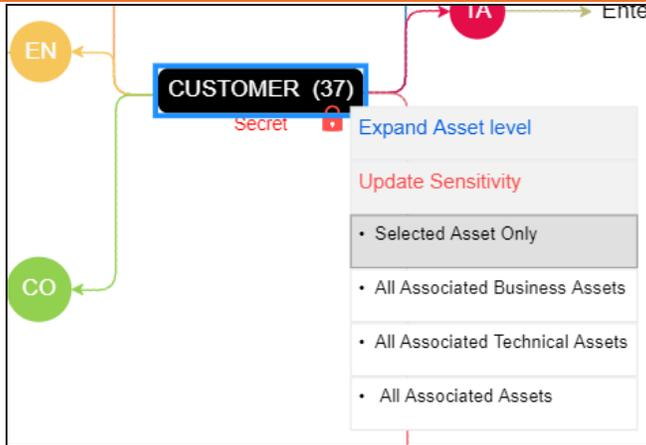 TA
Ente
EN
CUSTOMER (37)
Secret
Expand Asset level
Update Sensitivity
• Selected Asset Only
CO
• All Associated Business Assets
• All Associated Technical Assets
• All Associated Assets